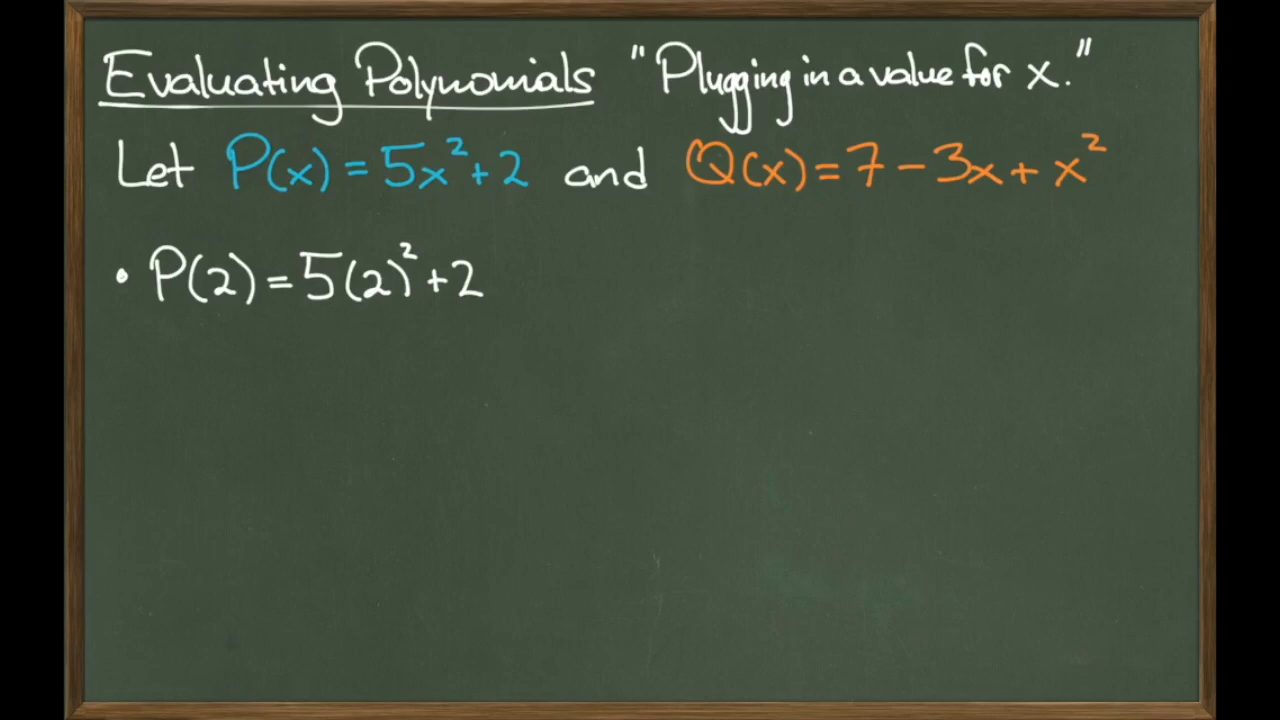 Evaluating Polynomials "Plugging in a value for x."
Let P(x) = 5x² + 2 and Q(x) = 7 - 3x + x²
• P(2) = 5(2)² + 2